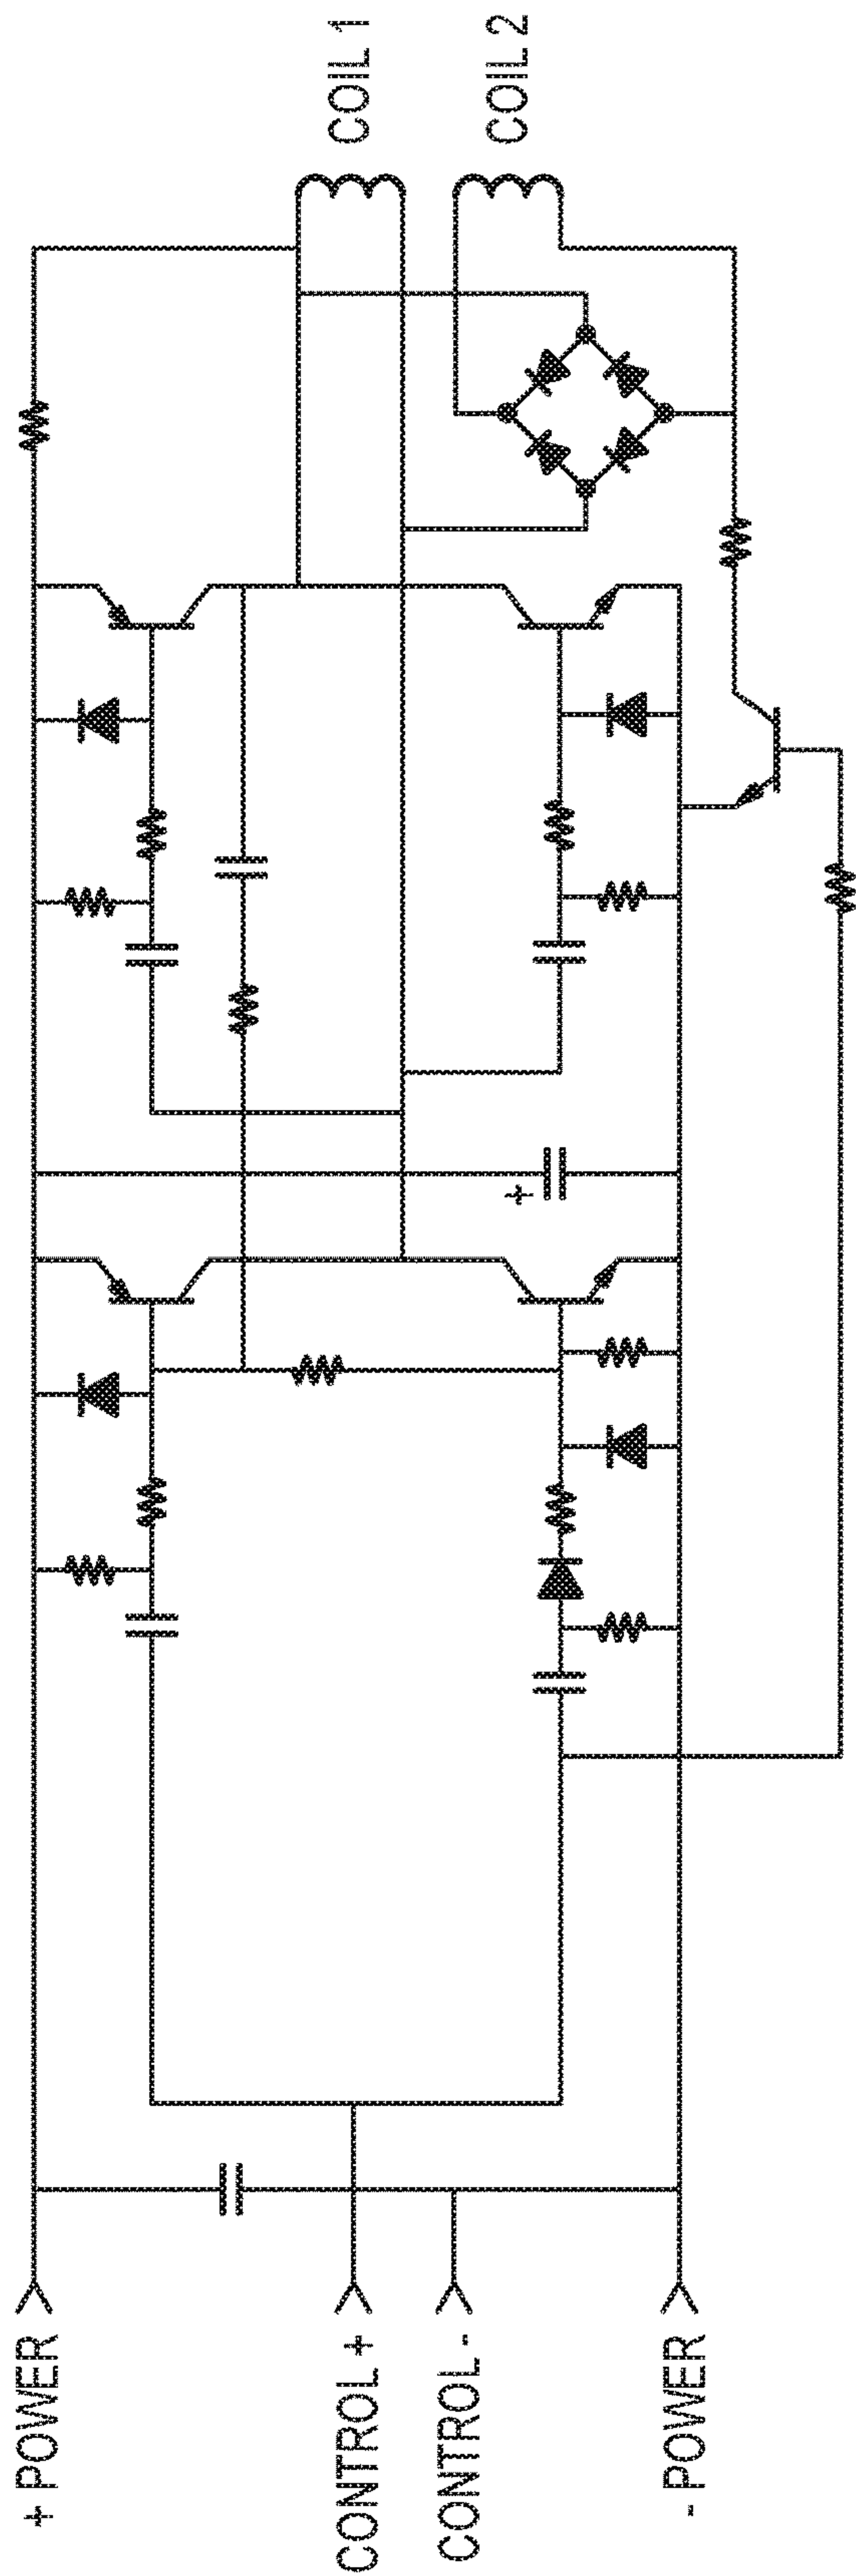 COIL 1
COIL 2
+ POWER
CONTROL +
CONTROL -
- POWER
+